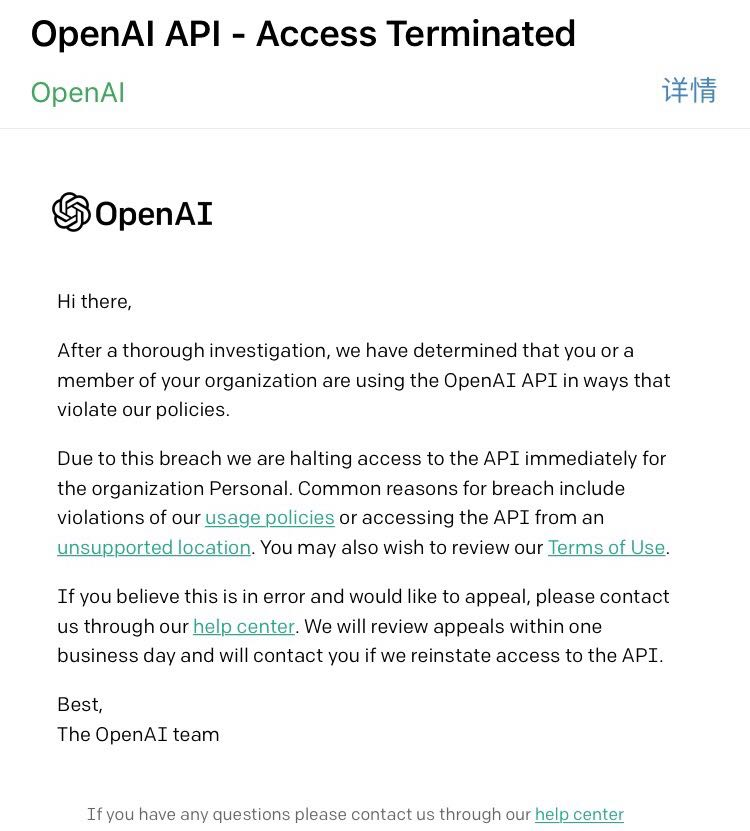 OpenAI API - Access Terminated
OpenAI 详情
OpenAI
Hi there,
After a thorough investigation, we have determined that you or a
member of your organization are using the OpenAI API in ways that
violate our policies.
Due to this breach we are halting access to the API immediately for
the organization Personal. Common reasons for breach include
violations of our usage policies or accessing the API from an
unsupported location. You may also wish to review our Terms of Use.
If you believe this is in error and would like to appeal, please contact
us through our help center. We will review appeals within one
business day and will contact you if we reinstate access to the API.
Best,
The OpenAI team
If you have any questions please contact us through our help center